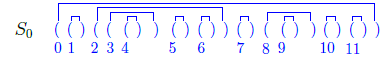 S₀ ( ( ) ( ( ( ) ) ( ) ( ) ) ( ) ( ( ) ) ( ) ( ) )
0 1 2 3 4 5 6 7 8 9 10 11